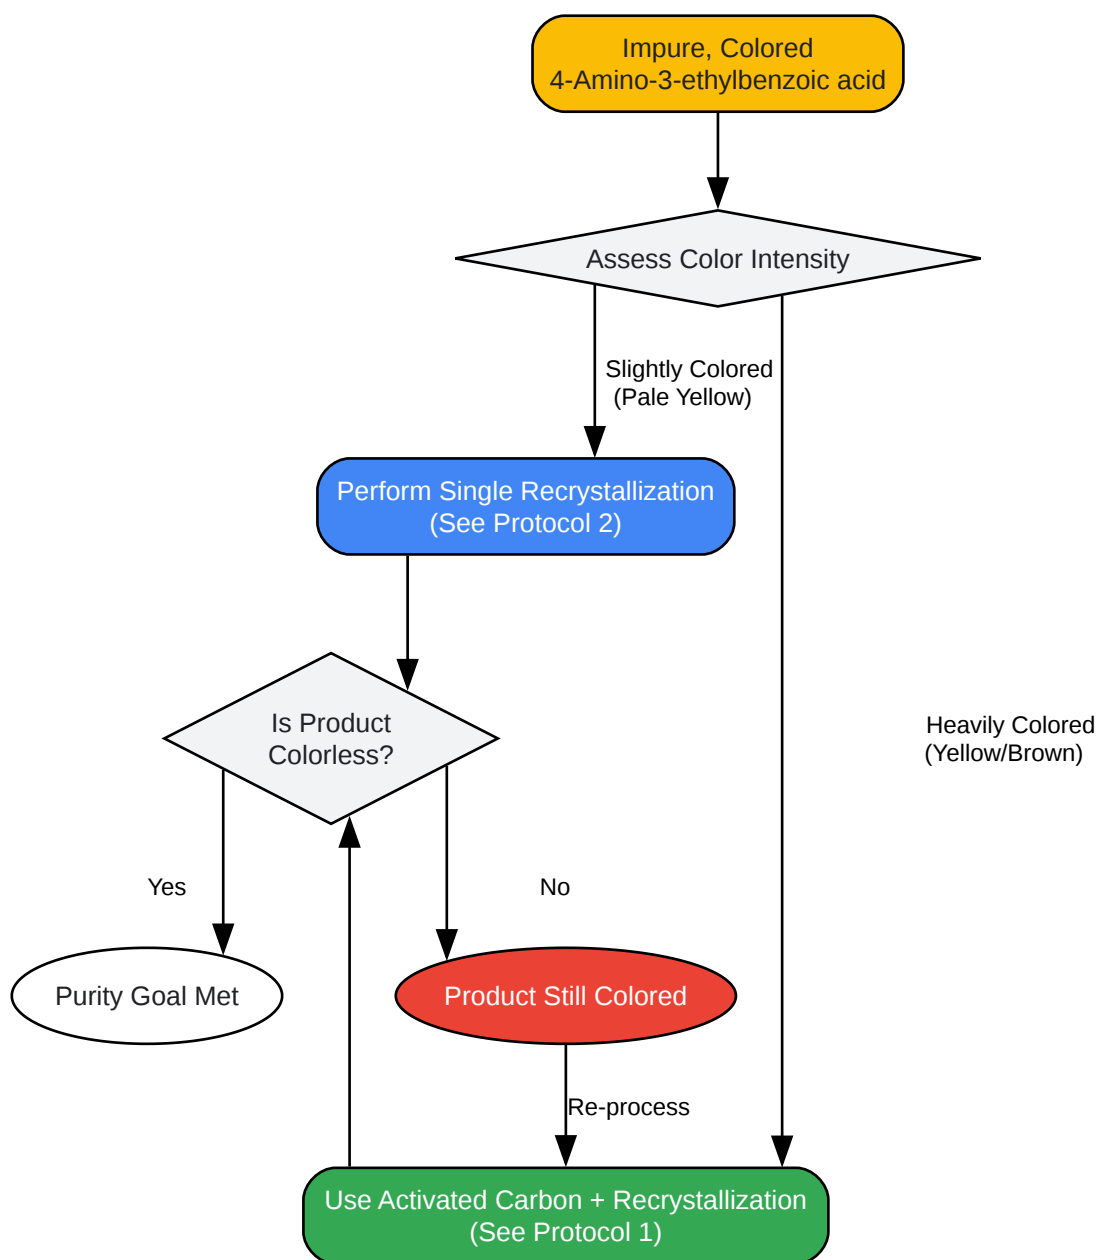 Impure, Colored
4-Amino-3-ethylbenzoic acid
Assess Color Intensity
Slightly Colored
(Pale Yellow)
Perform Single Recrystallization
(See Protocol 2)
Is Product
Colorless?
Heavily Colored
(Yellow/Brown)
Yes
No
Purity Goal Met
Product Still Colored
Re-process
Use Activated Carbon + Recrystallization
(See Protocol 1)